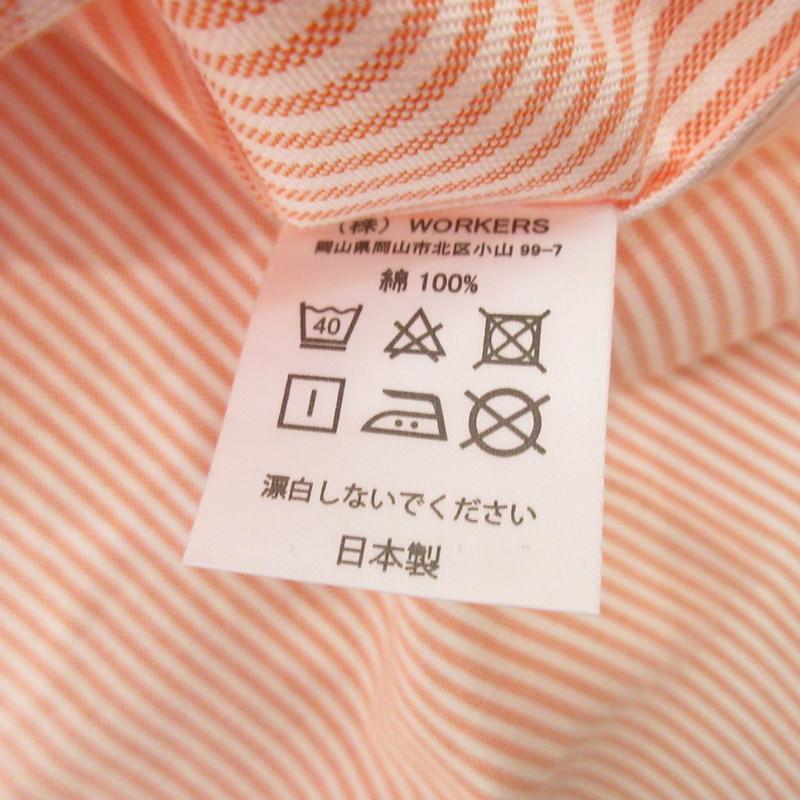 （株） WORKERS
岡山県岡山市北区小山 99-7
綿 100%
40
漂白しないでください
日本製